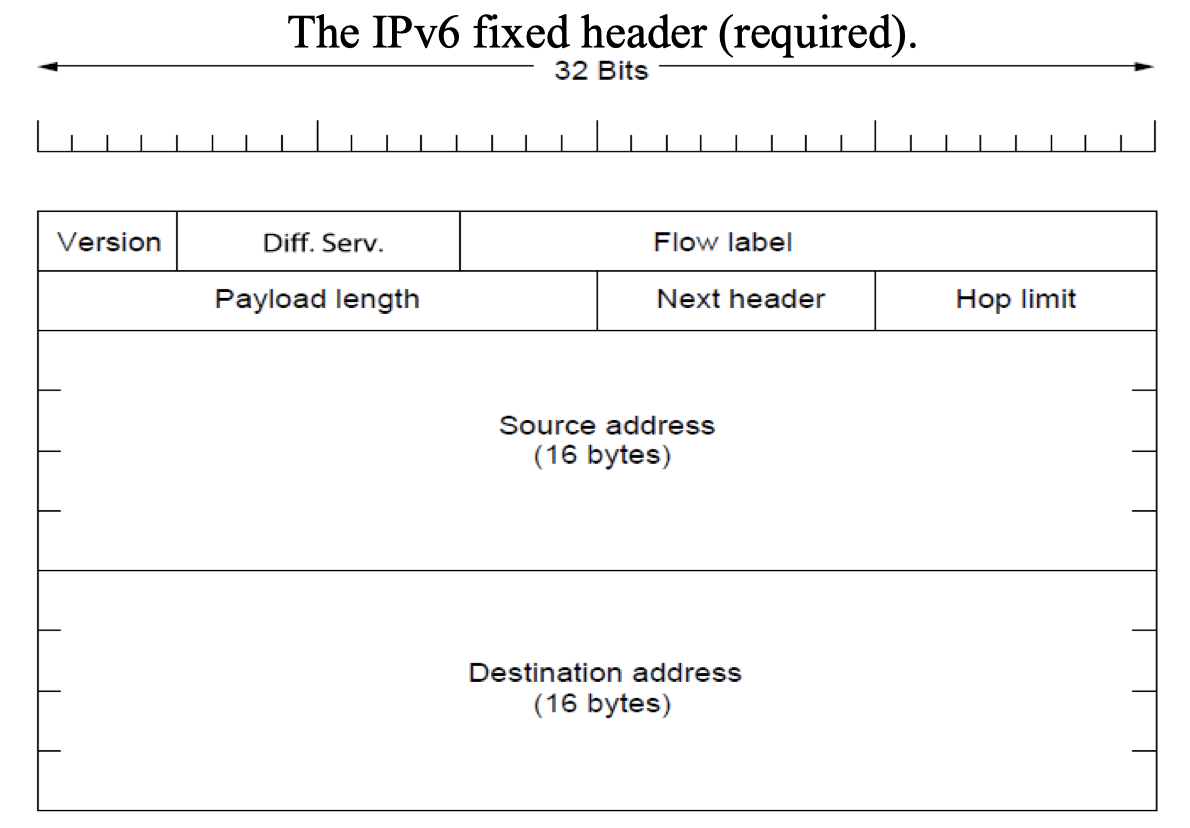 The IPv6 fixed header (required).
32 Bits
Version Diff. Serv. Flow label
Payload length Next header Hop limit
Source address
(16 bytes)
Destination address
(16 bytes)